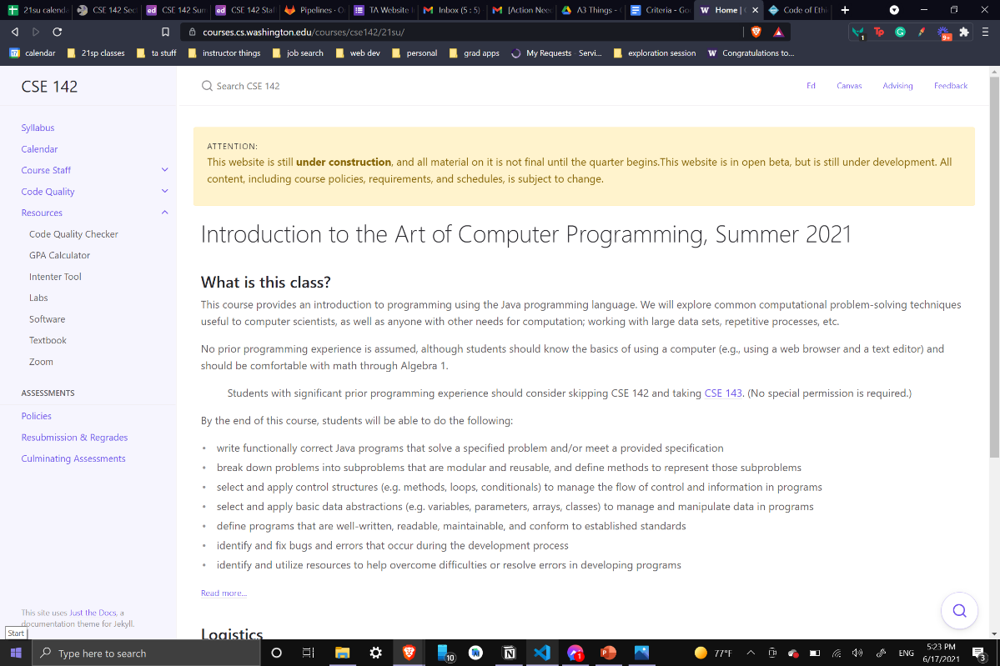 21su calenda
CSE 142 Sec
CSE 142 Sum
CSE 142 Staf
Pipelines · G
TA Website I
Inbox (5 : 5)
[Action Need
A3 Things -
Criteria - Goo
Home |
Code of Ethi
courses.cs.washington.edu/courses/cse142/21su/
1
Tp
9+
calendar
21sp classes
ta stuff
instructor things
job search
web dev
personal
grad apps
My Requests · Servi...
exploration session
Congratulations to...
CSE 142
Search CSE 142
Ed
Canvas
Advising
Feedback
Syllabus
Calendar
Course Staff
Code Quality
Resources
Code Quality Checker
GPA Calculator
Intenter Tool
Labs
Software
Textbook
Zoom
ASSESSMENTS
Policies
Resubmission & Regrades
Culminating Assessments
This site uses Just the Docs, a
documentation theme for Jekyll.
ATTENTION:
This website is still under construction, and all material on it is not final until the quarter begins.This website is in open beta, but is still under development. All
content, including course policies, requirements, and schedules, is subject to change.
Introduction to the Art of Computer Programming, Summer 2021
What is this class?
This course provides an introduction to programming using the Java programming language. We will explore common computational problem-solving techniques
useful to computer scientists, as well as anyone with other needs for computation; working with large data sets, repetitive processes, etc.
No prior programming experience is assumed, although students should know the basics of using a computer (e.g., using a web browser and a text editor) and
should be comfortable with math through Algebra 1.
Students with significant prior programming experience should consider skipping CSE 142 and taking CSE 143. (No special permission is required.)
By the end of this course, students will be able to do the following:
• write functionally correct Java programs that solve a specified problem and/or meet a provided specification
• break down problems into subproblems that are modular and reusable, and define methods to represent those subproblems
• select and apply control structures (e.g. methods, loops, conditionals) to manage the flow of control and information in programs
• select and apply basic data abstractions (e.g. variables, parameters, arrays, classes) to manage and manipulate data in programs
• define programs that are well-written, readable, maintainable, and conform to established standards
• identify and fix bugs and errors that occur during the development process
• identify and utilize resources to help overcome difficulties or resolve errors in developing programs
Read more...
Logistics
Start
Type here to search
10
1
77°F
ENG
5:23 PM
6/17/2021
3